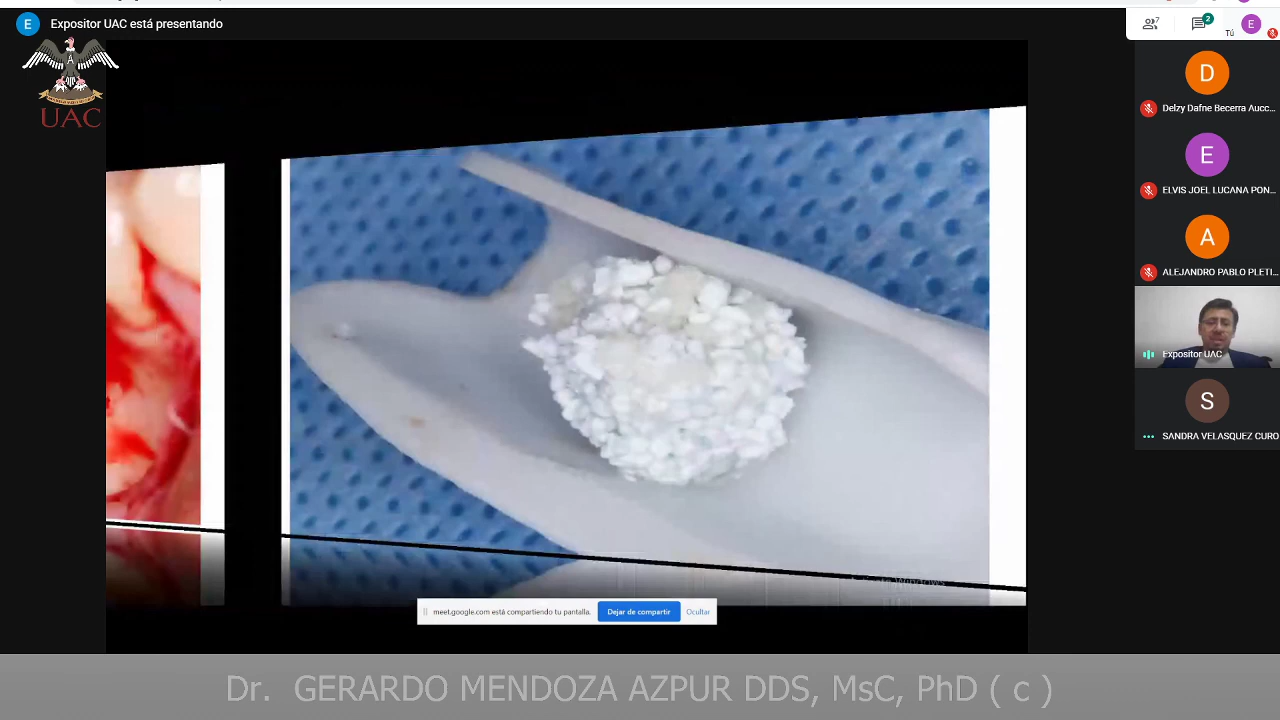 E Expositor UAC está presentando
7
2
Tú
E
UAC
D
Delzy Dafne Becerra Aucc...
E
ELVIS JOEL LUCANA PON...
A
ALEJANDRO PABLO PLETI...
Expositor UAC
S
SANDRA VELASQUEZ CURO
meet.google.com está compartiendo tu pantalla.
Dejar de compartir
Ocultar
Dr. GERARDO MENDOZA AZPUR DDS, MsC, PhD ( c )